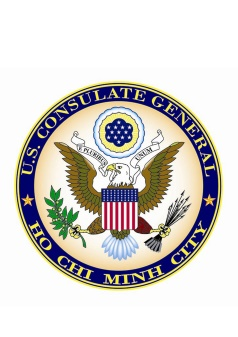 U.S. CONSULATE GENERAL
E PLURIBUS UNUM
HO CHI MINH CITY